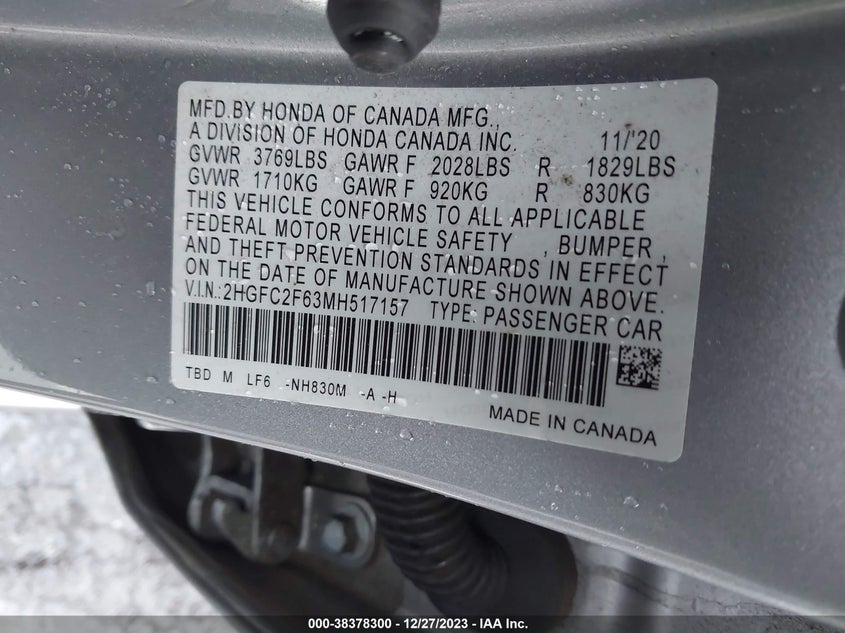 MFD.BY HONDA OF CANADA MFG.,
A DIVISION OF HONDA CANADA INC. 11/'20
GVWR 3769LBS GAWR F 2028LBS R 1829LBS
GVWR 1710KG GAWR F 920KG R 830KG
THIS VEHICLE CONFORMS TO ALL APPLICABLE
FEDERAL MOTOR VEHICLE SAFETY , BUMPER ,
AND THEFT-PREVENTION STANDARDS IN EFFECT
ON THE DATE OF MANUFACTURE SHOWN ABOVE.
V.I.N.: 2HGFC2F63MH517157 TYPE: PASSENGER CAR
TBD M LF6 -NH830M -A -H
MADE IN CANADA
000-38378300 - 12/27/2023 - IAA Inc.